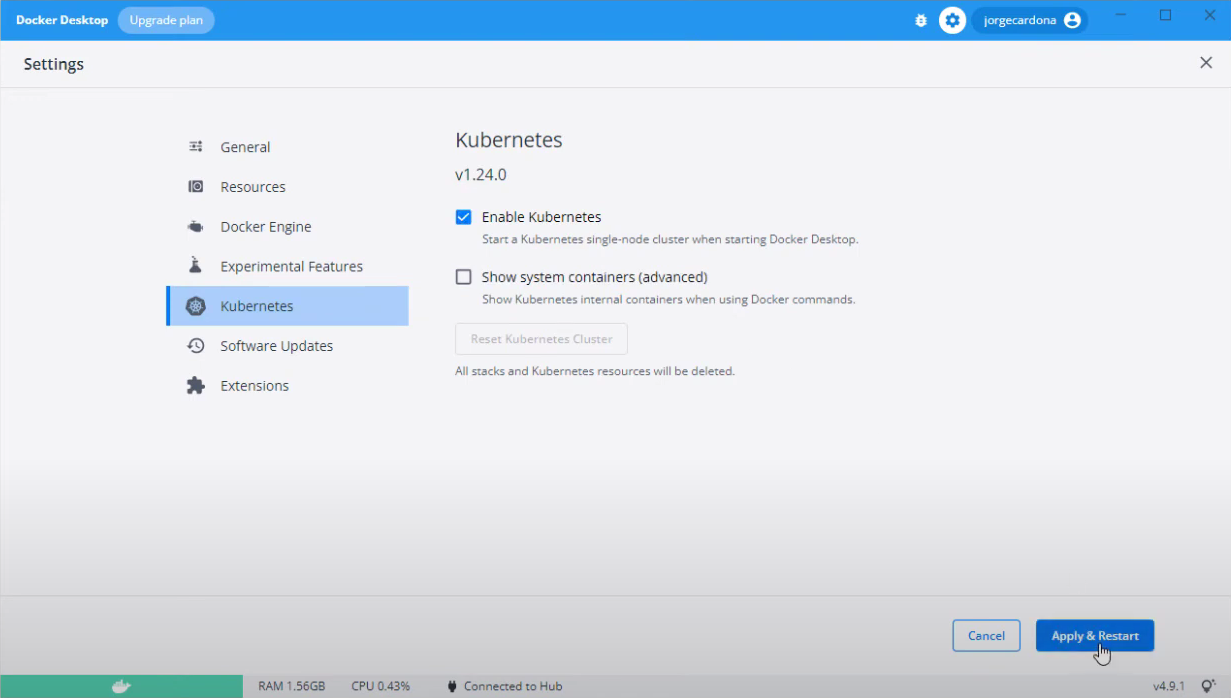 Docker Desktop Upgrade plan jorgecardona
Settings
General
Resources
Docker Engine
Experimental Features
Kubernetes
Software Updates
Extensions
Kubernetes
v1.24.0
Enable Kubernetes
Start a Kubernetes single-node cluster when starting Docker Desktop.
Show system containers (advanced)
Show Kubernetes internal containers when using Docker commands.
Reset Kubernetes Cluster
All stacks and Kubernetes resources will be deleted.
Cancel Apply & Restart
RAM 1.56GB CPU 0.43% Connected to Hub v4.9.1